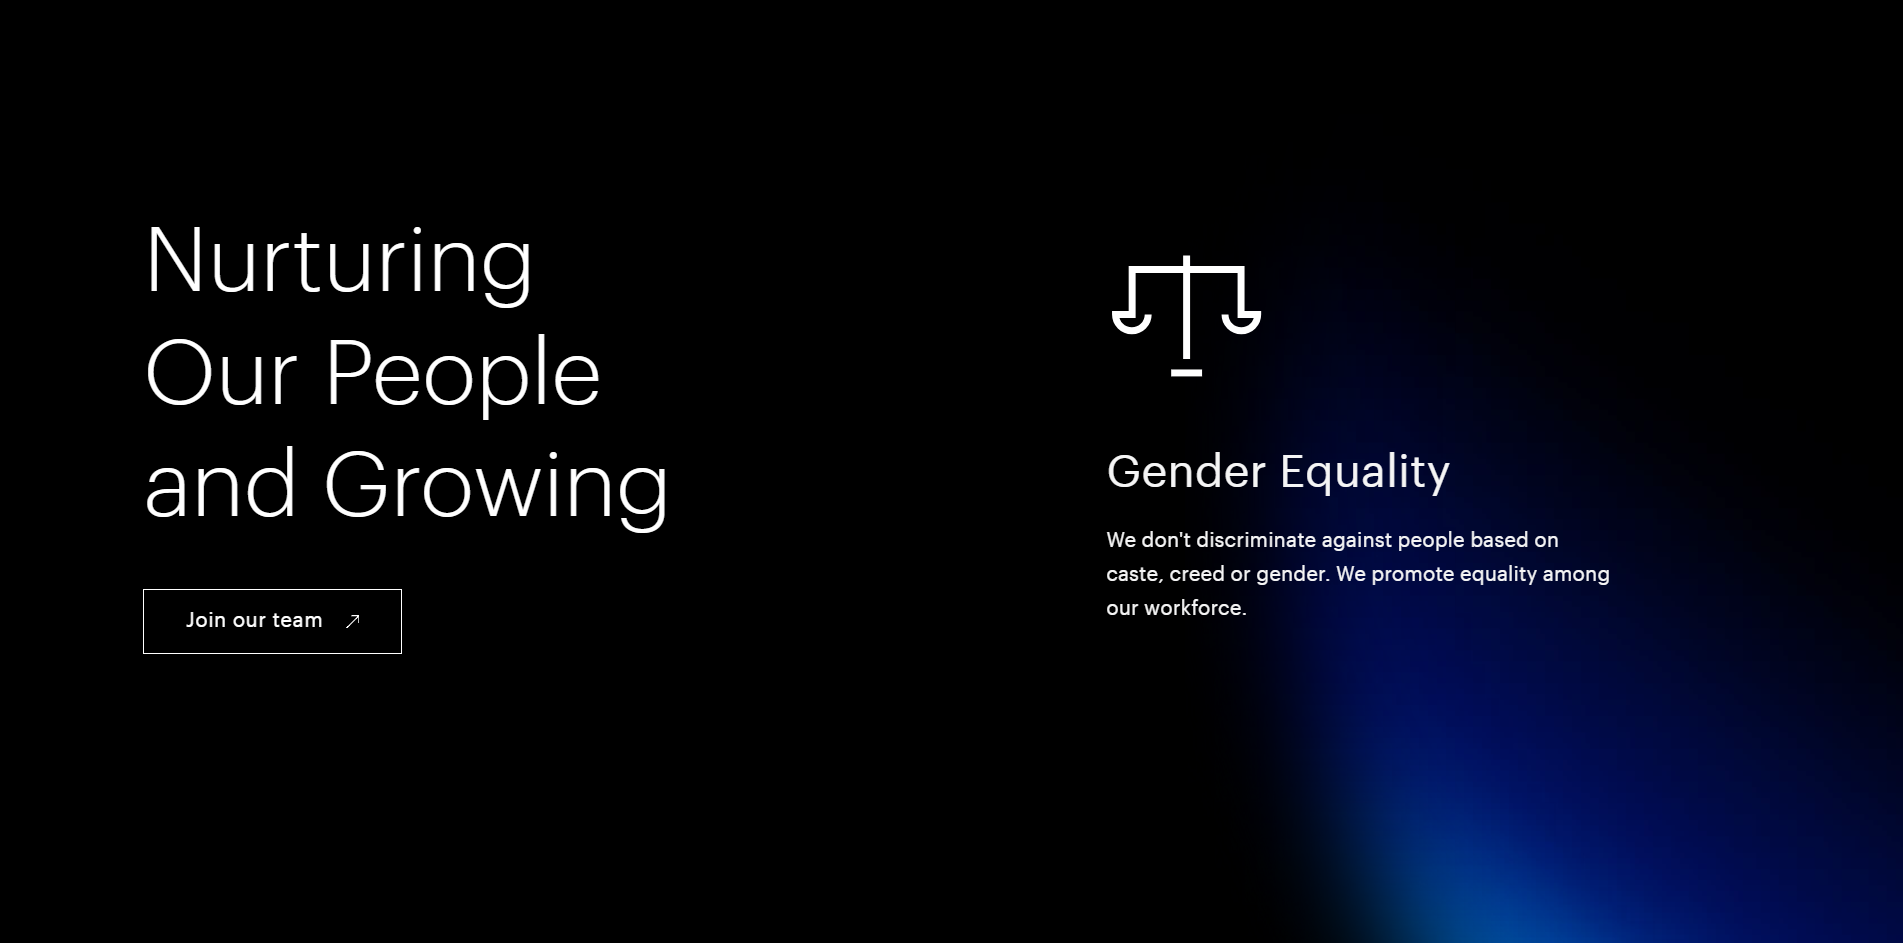 Nurturing
Our People
and Growing
Join our team
Gender Equality
We don't discriminate against people based on
caste, creed or gender. We promote equality among
our workforce.